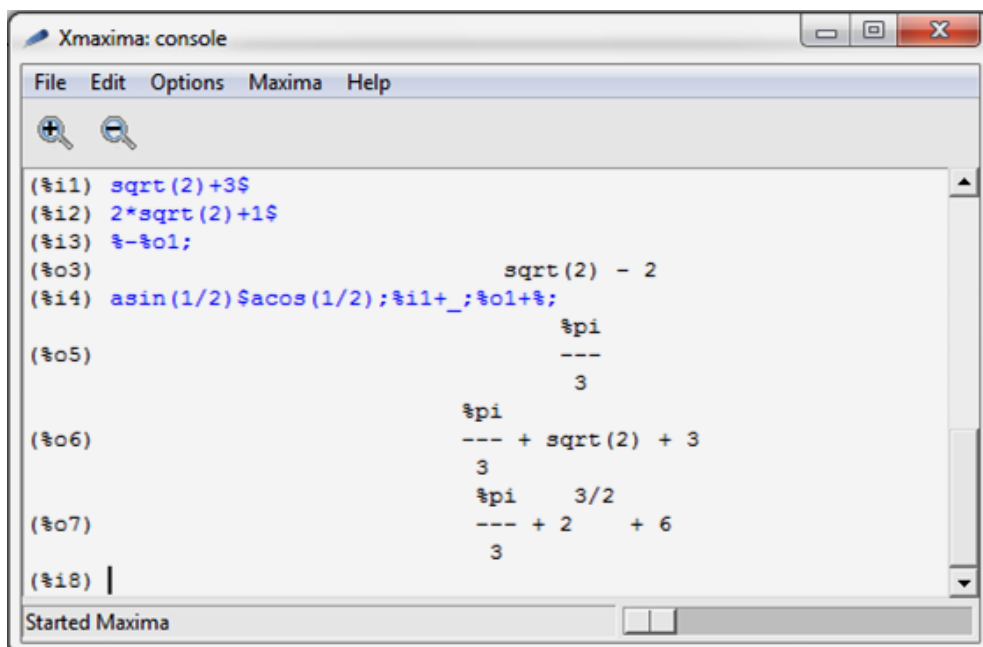 Xmaxima: console
File Edit Options Maxima Help
(%i1) sqrt(2)+3$
(%i2) 2*sqrt(2)+1$
(%i3) %-%o1;
(%o3) sqrt(2) - 2
(%i4) asin(1/2)$acos(1/2);%i1+_;%o1+%;
%pi
(%o5) ---
3
%pi
(%o6) --- + sqrt(2) + 3
3
%pi 3/2
(%o7) --- + 2 + 6
3
(%i8)
Started Maxima